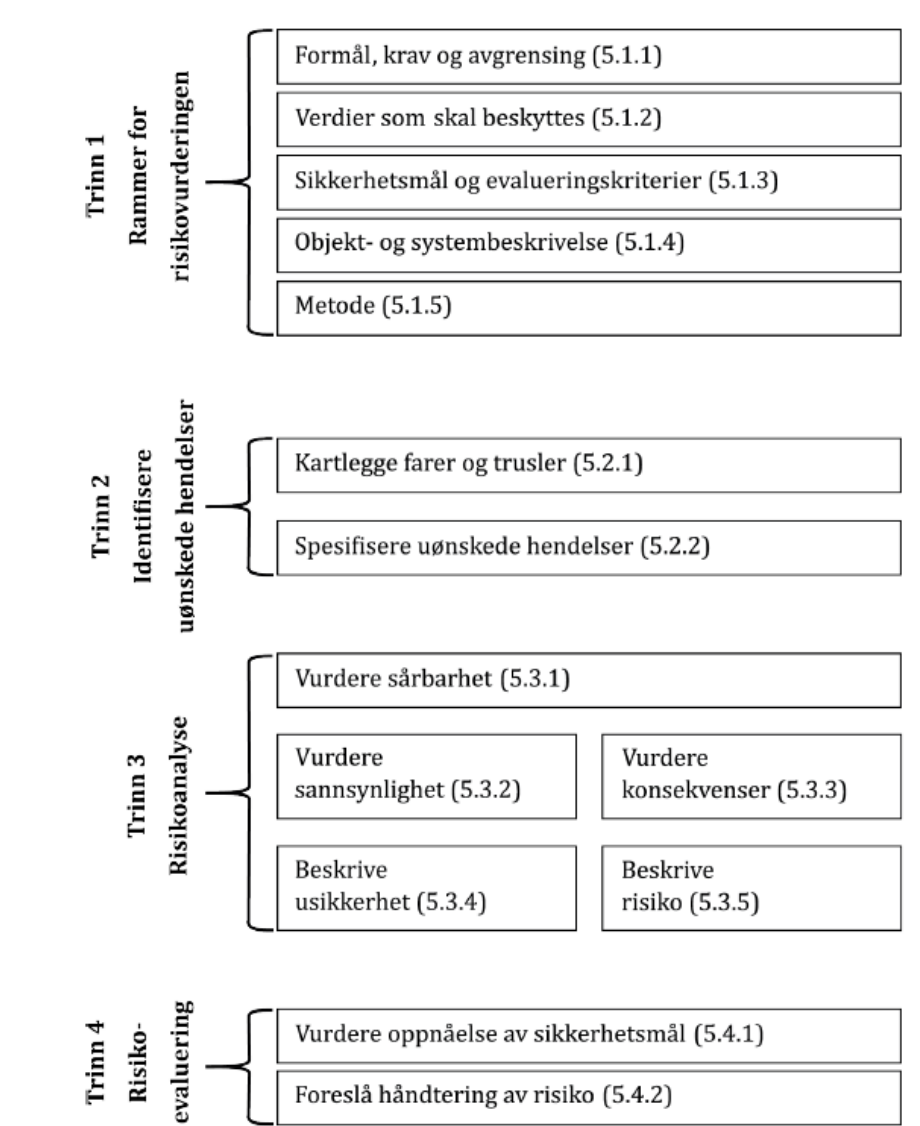 Trinn 1
Rammer for
risikovurderingen
Formål, krav og avgrensing (5.1.1)
Verdier som skal beskyttes (5.1.2)
Sikkerhetsmål og evalueringskriterier (5.1.3)
Objekt- og systembeskrivelse (5.1.4)
Metode (5.1.5)
Trinn 2
Identifisere
uønskede hendelser
Kartlegge farer og trusler (5.2.1)
Spesifisere uønskede hendelser (5.2.2)
Trinn 3
Risikoanalyse
Vurdere sårbarhet (5.3.1)
Vurdere
sannsynlighet (5.3.2)
Vurdere
konsekvenser (5.3.3)
Beskrive
usikkerhet (5.3.4)
Beskrive
risiko (5.3.5)
Trinn 4
Risiko-
evaluering
Vurdere oppnåelse av sikkerhetsmål (5.4.1)
Foreslå håndtering av risiko (5.4.2)